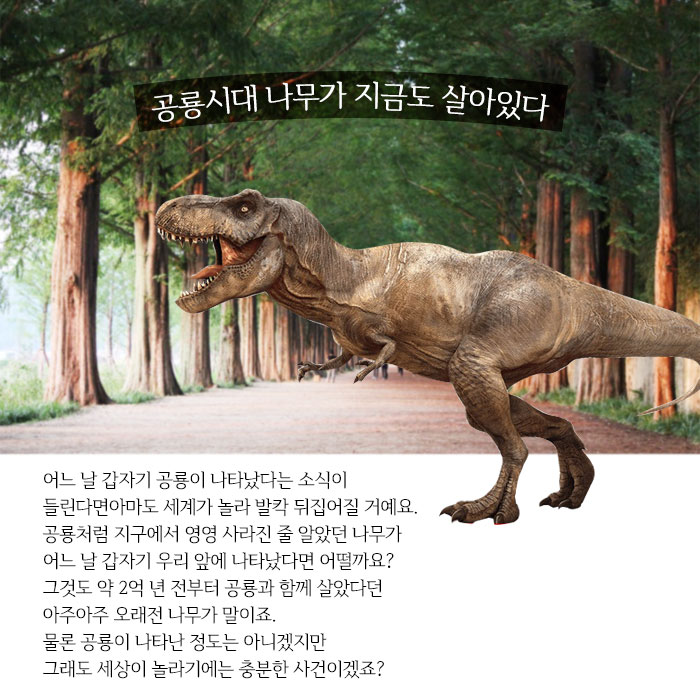 공룡시대 나무가 지금도 살아있다
어느 날 갑자기 공룡이 나타났다는 소식이
들린다면아마도 세계가 놀라 발칵 뒤집어질 거예요.
공룡처럼 지구에서 영영 사라진 줄 알았던 나무가
어느 날 갑자기 우리 앞에 나타났다면 어떨까요?
그것도 약 2억 년 전부터 공룡과 함께 살았다던
아주아주 오래전 나무가 말이죠.
물론 공룡이 나타난 정도는 아니겠지만
그래도 세상이 놀라기에는 충분한 사건이겠죠?